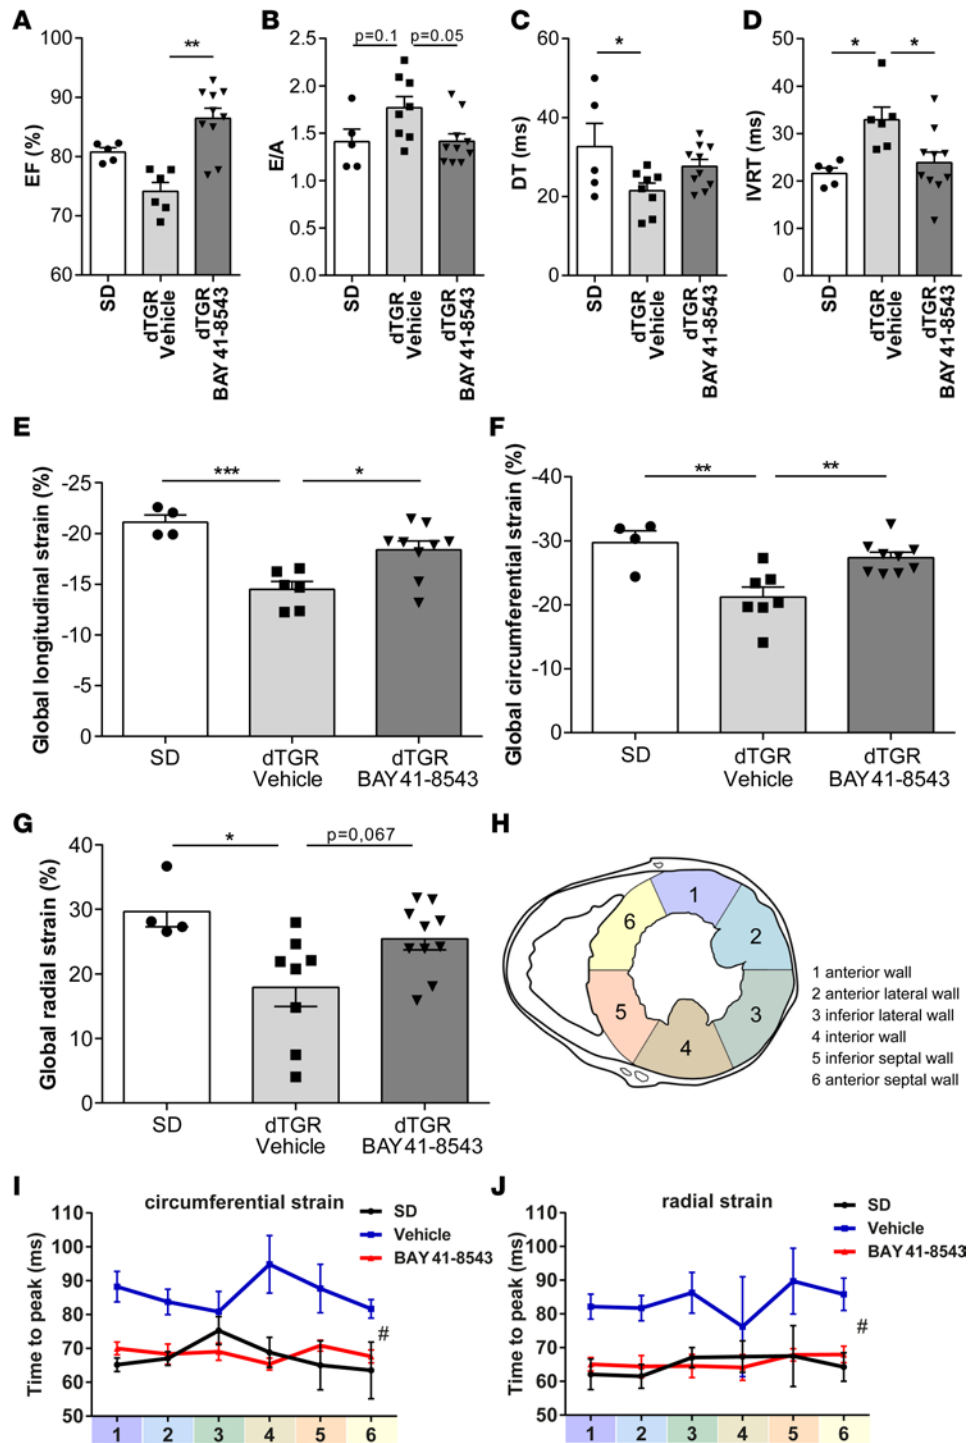 A
EF (%)
100
90
80
70
60
**
SD
dTGR
Vehicle
dTGR
BAY 41-8543
B
E/A
2.5
2.0
1.5
1.0
0.5
0.0
p=0.1
p=0.05
SD
dTGR
Vehicle
dTGR
BAY 41-8543
C
DT (ms)
60
40
20
0
*
SD
dTGR
Vehicle
dTGR
BAY 41-8543
D
IVRT (ms)
50
40
30
20
10
0
*
*
SD
dTGR
Vehicle
dTGR
BAY 41-8543
E
Global longitudinal strain (%)
-25
-20
-15
-10
-5
0
***
*
SD
dTGR
Vehicle
dTGR
BAY 41-8543
F
Global circumferential strain (%)
-40
-30
-20
-10
0
**
**
SD
dTGR
Vehicle
dTGR
BAY 41-8543
G
Global radial strain (%)
40
30
20
10
0
*
p=0,067
SD
dTGR
Vehicle
dTGR
BAY 41-8543
H
1
2
3
4
5
6
1 anterior wall
2 anterior lateral wall
3 inferior lateral wall
4 interior wall
5 inferior septal wall
6 anterior septal wall
I
circumferential strain
Time to peak (ms)
110
100
90
80
70
60
50
SD
Vehicle
BAY 41-8543
#
1 2 3 4 5 6
J
radial strain
Time to peak (ms)
110
100
90
80
70
60
50
SD
Vehicle
BAY 41-8543
#
1 2 3 4 5 6